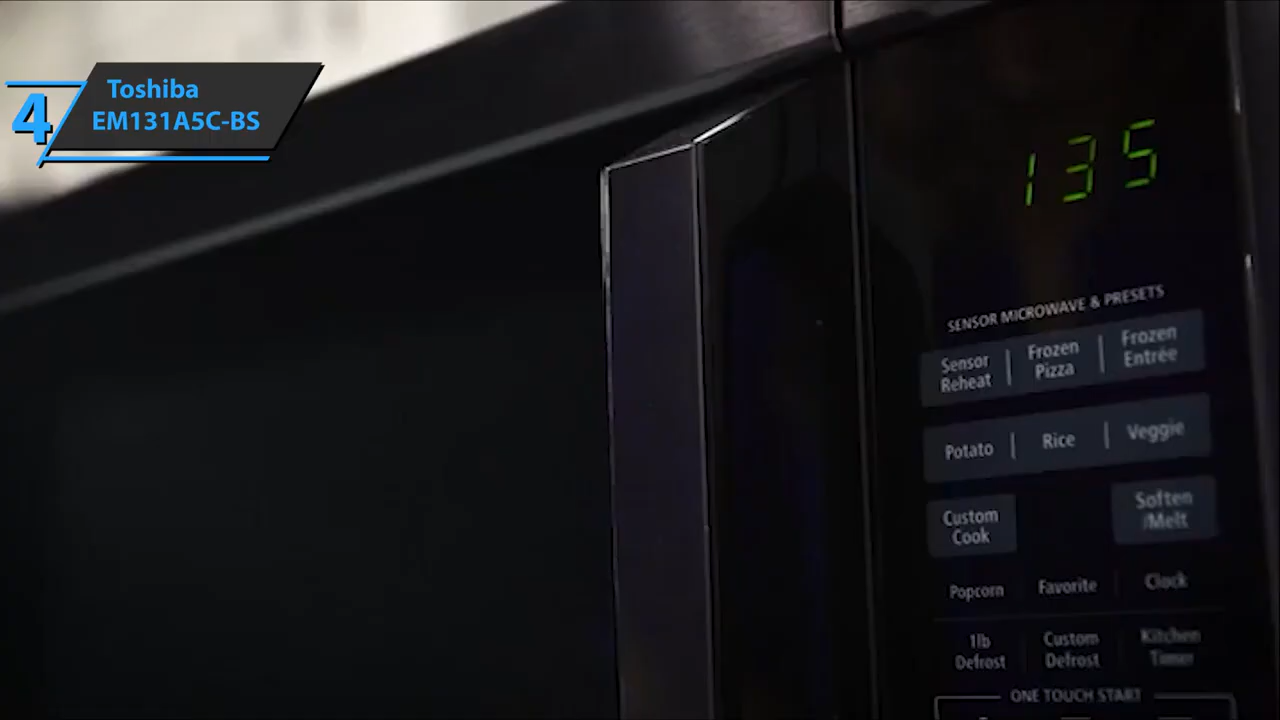 4
Toshiba
EM131A5C-BS
135
SENSOR MICROWAVE & PRESETS
Sensor Reheat | Frozen Pizza | Frozen Entrée
Potato | Rice | Veggie
Custom Cook
Soften /Melt
Popcorn Favorite Clock
1lb Defrost Custom Defrost Kitchen Timer
ONE TOUCH START